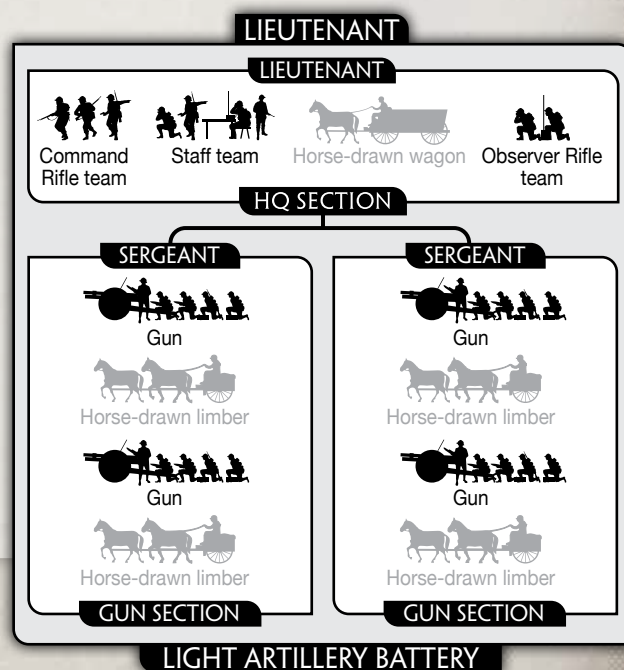 LIEUTENANT
LIEUTENANT
Command
Rifle team
Staff team
Horse-drawn wagon
Observer Rifle
team
HQ SECTION
SERGEANT
Gun
Horse-drawn limber
Gun
Horse-drawn limber
GUN SECTION
SERGEANT
Gun
Horse-drawn limber
Gun
Horse-drawn limber
GUN SECTION
LIGHT ARTILLERY BATTERY